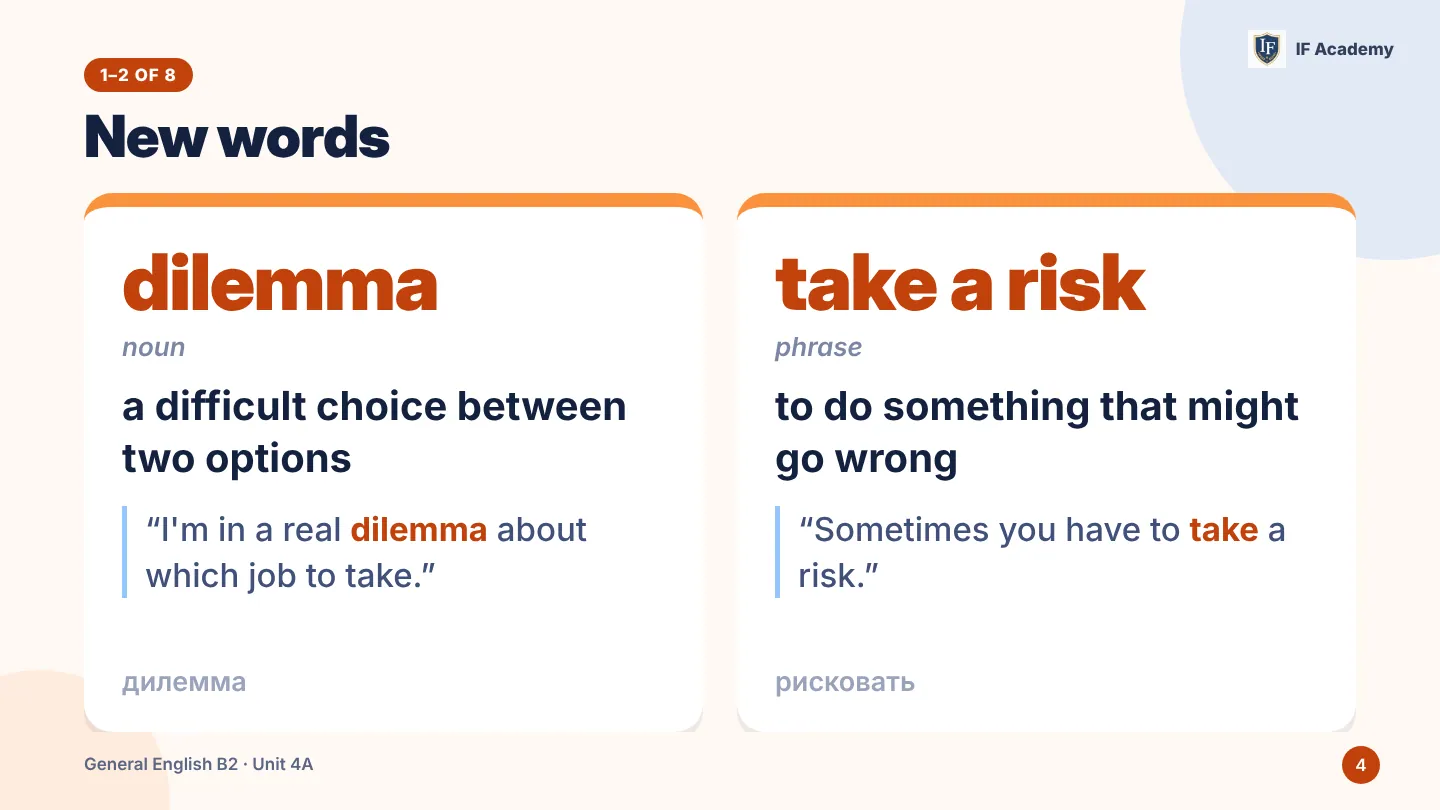 IF
IF Academy
1–2 OF 8
New words
dilemma
noun
a difficult choice between
two options
“I'm in a real dilemma about
which job to take.”
дилемма
take a risk
phrase
to do something that might
go wrong
“Sometimes you have to take a
risk.”
рисковать
General English B2 · Unit 4A
4